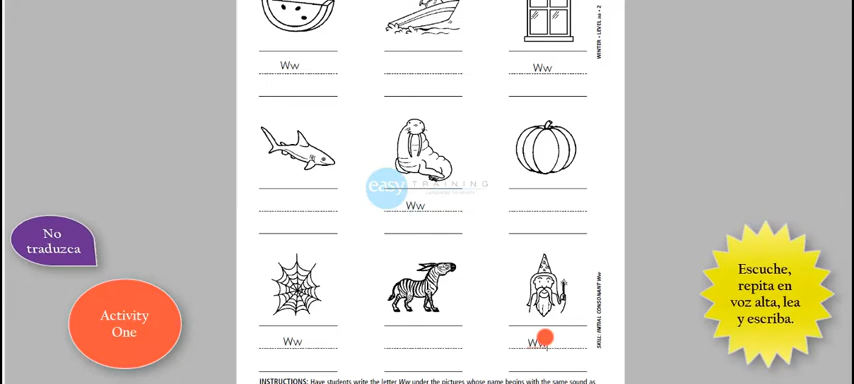 WINTER • LEVEL aa • 2
Ww
Ww
easy TRAINING
Ww
No
traduzca
Activity
One
Escuche,
repita en
voz alta, lea
y escriba.
Ww
Ww
SKILL: INITIAL CONSONANT Ww
INSTRUCTIONS: Have students write the letter Ww under the pictures whose name begins with the same sound as